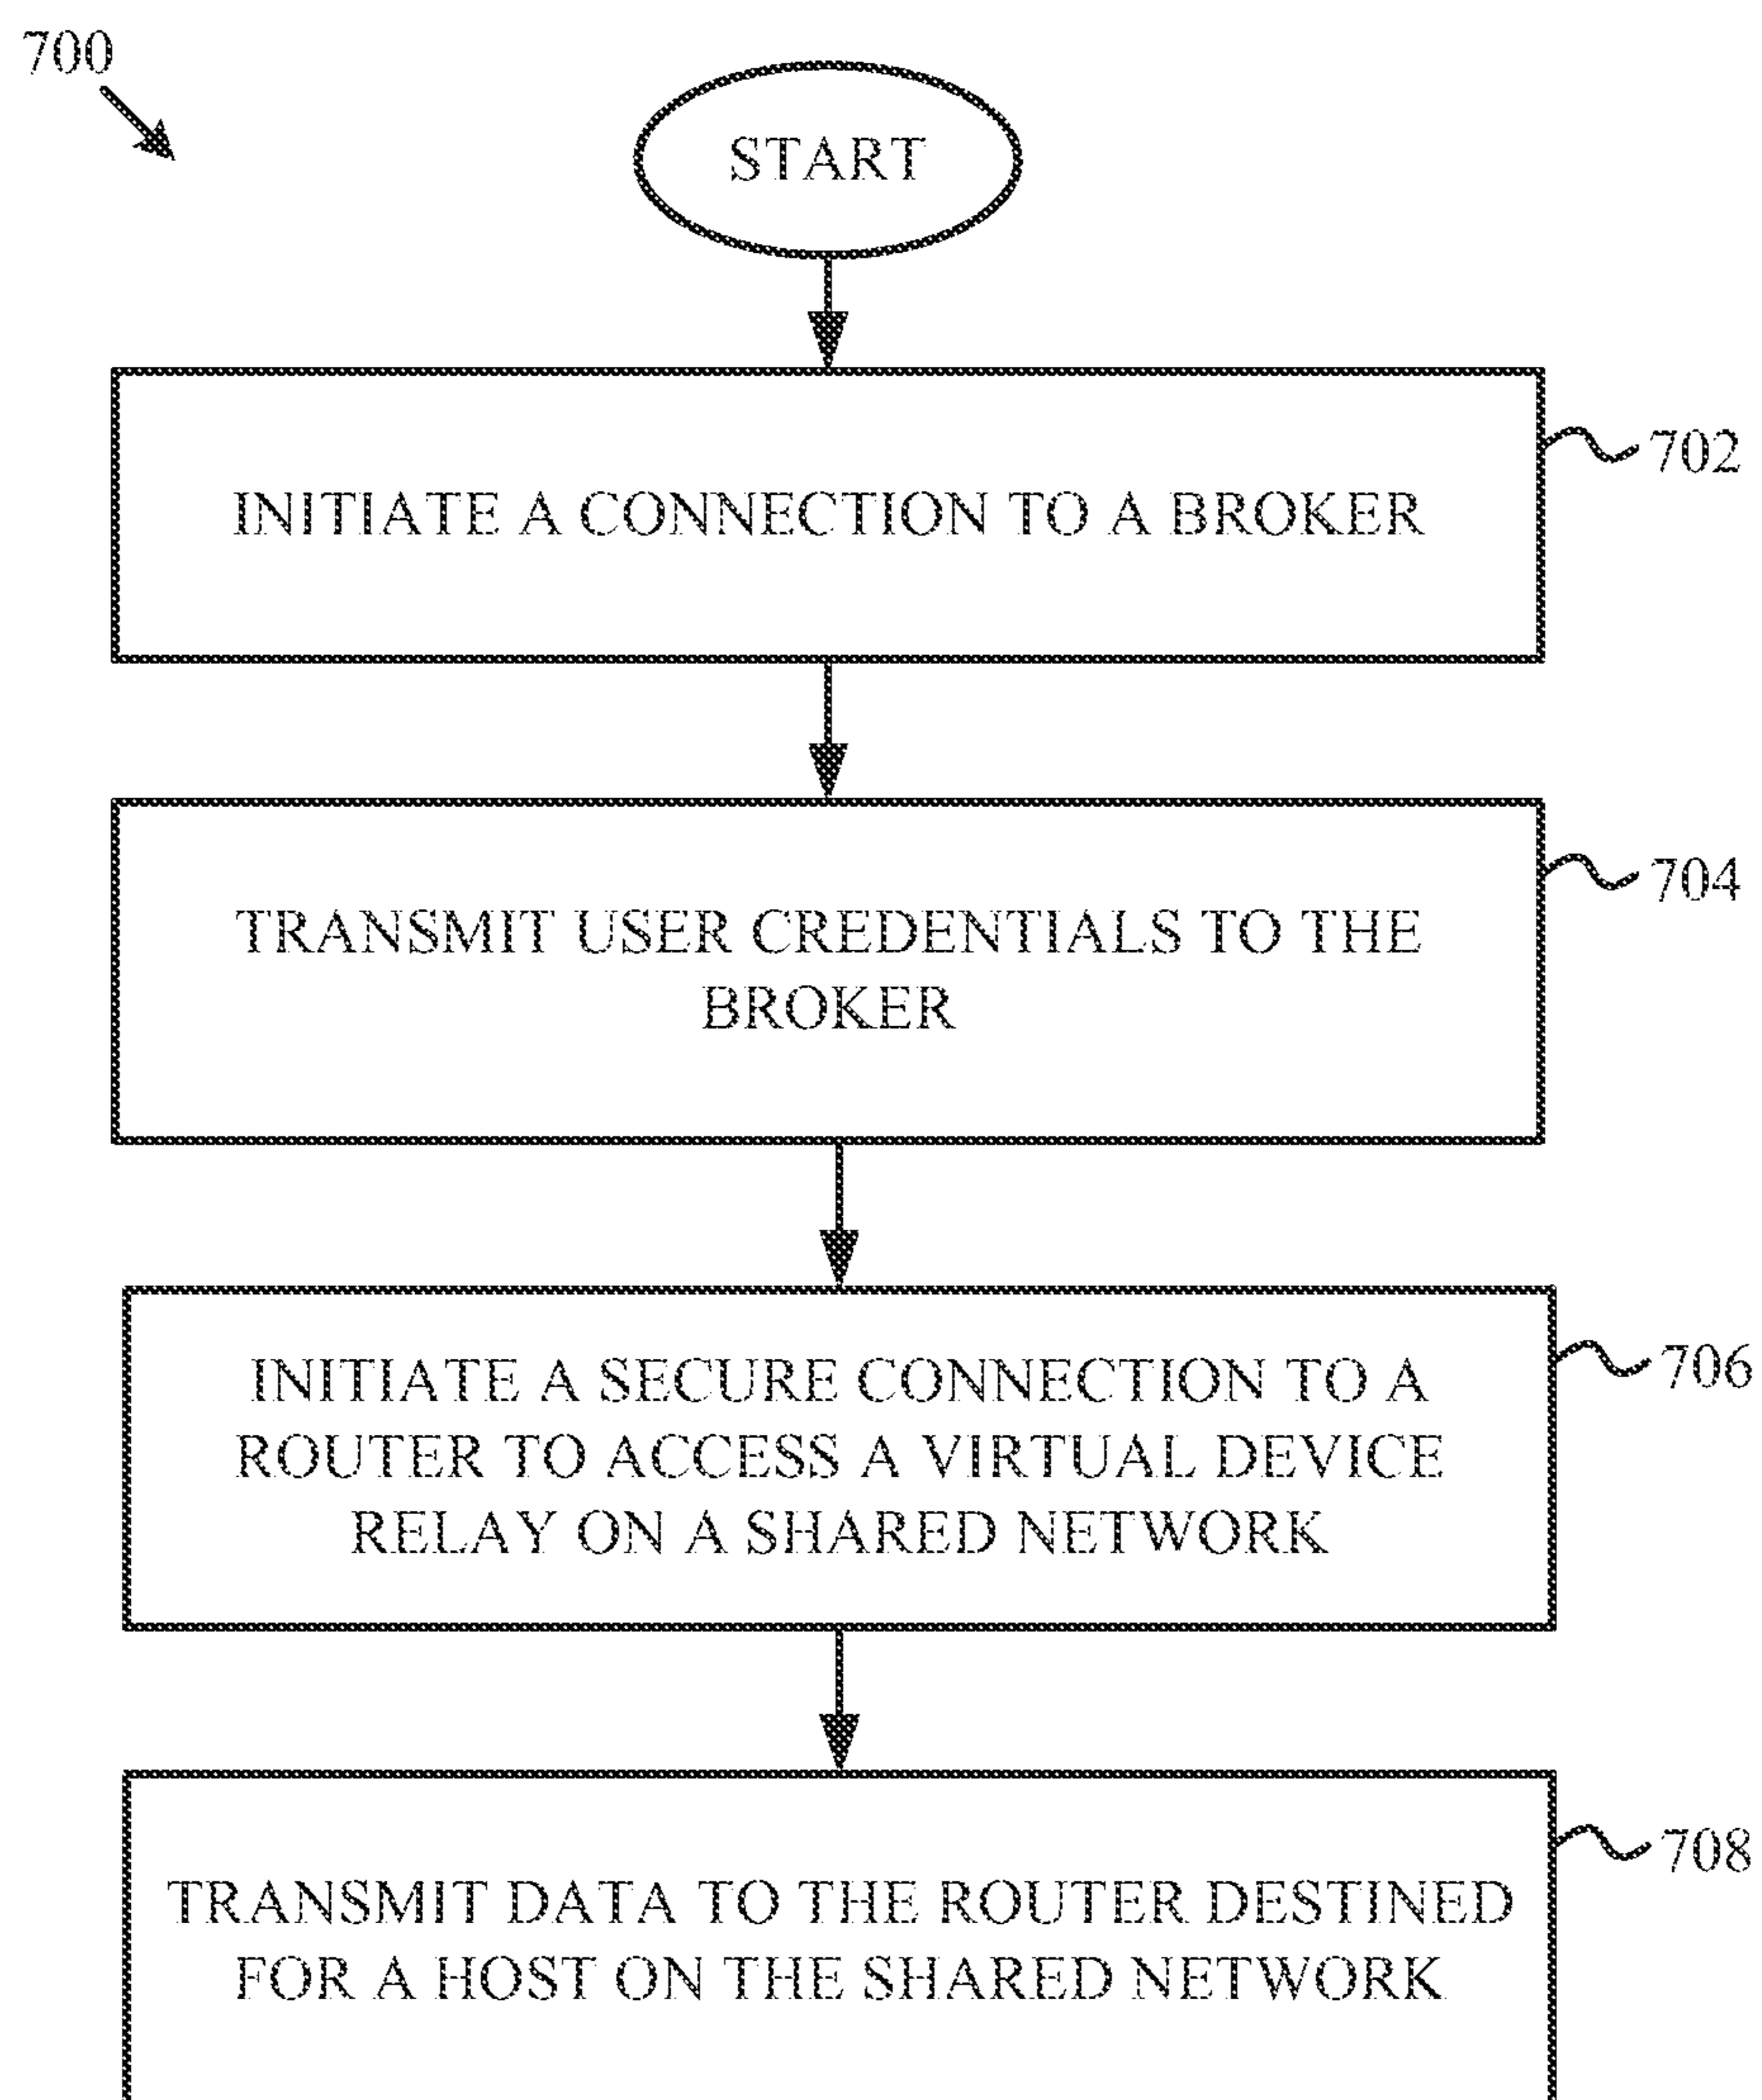 700
START
702
INITIATE A CONNECTION TO A BROKER
704
TRANSMIT USER CREDENTIALS TO THE
BROKER
706
INITIATE A SECURE CONNECTION TO A
ROUTER TO ACCESS A VIRTUAL DEVICE
RELAY ON A SHARED NETWORK
708
TRANSMIT DATA TO THE ROUTER DESTINED
FOR A HOST ON THE SHARED NETWORK